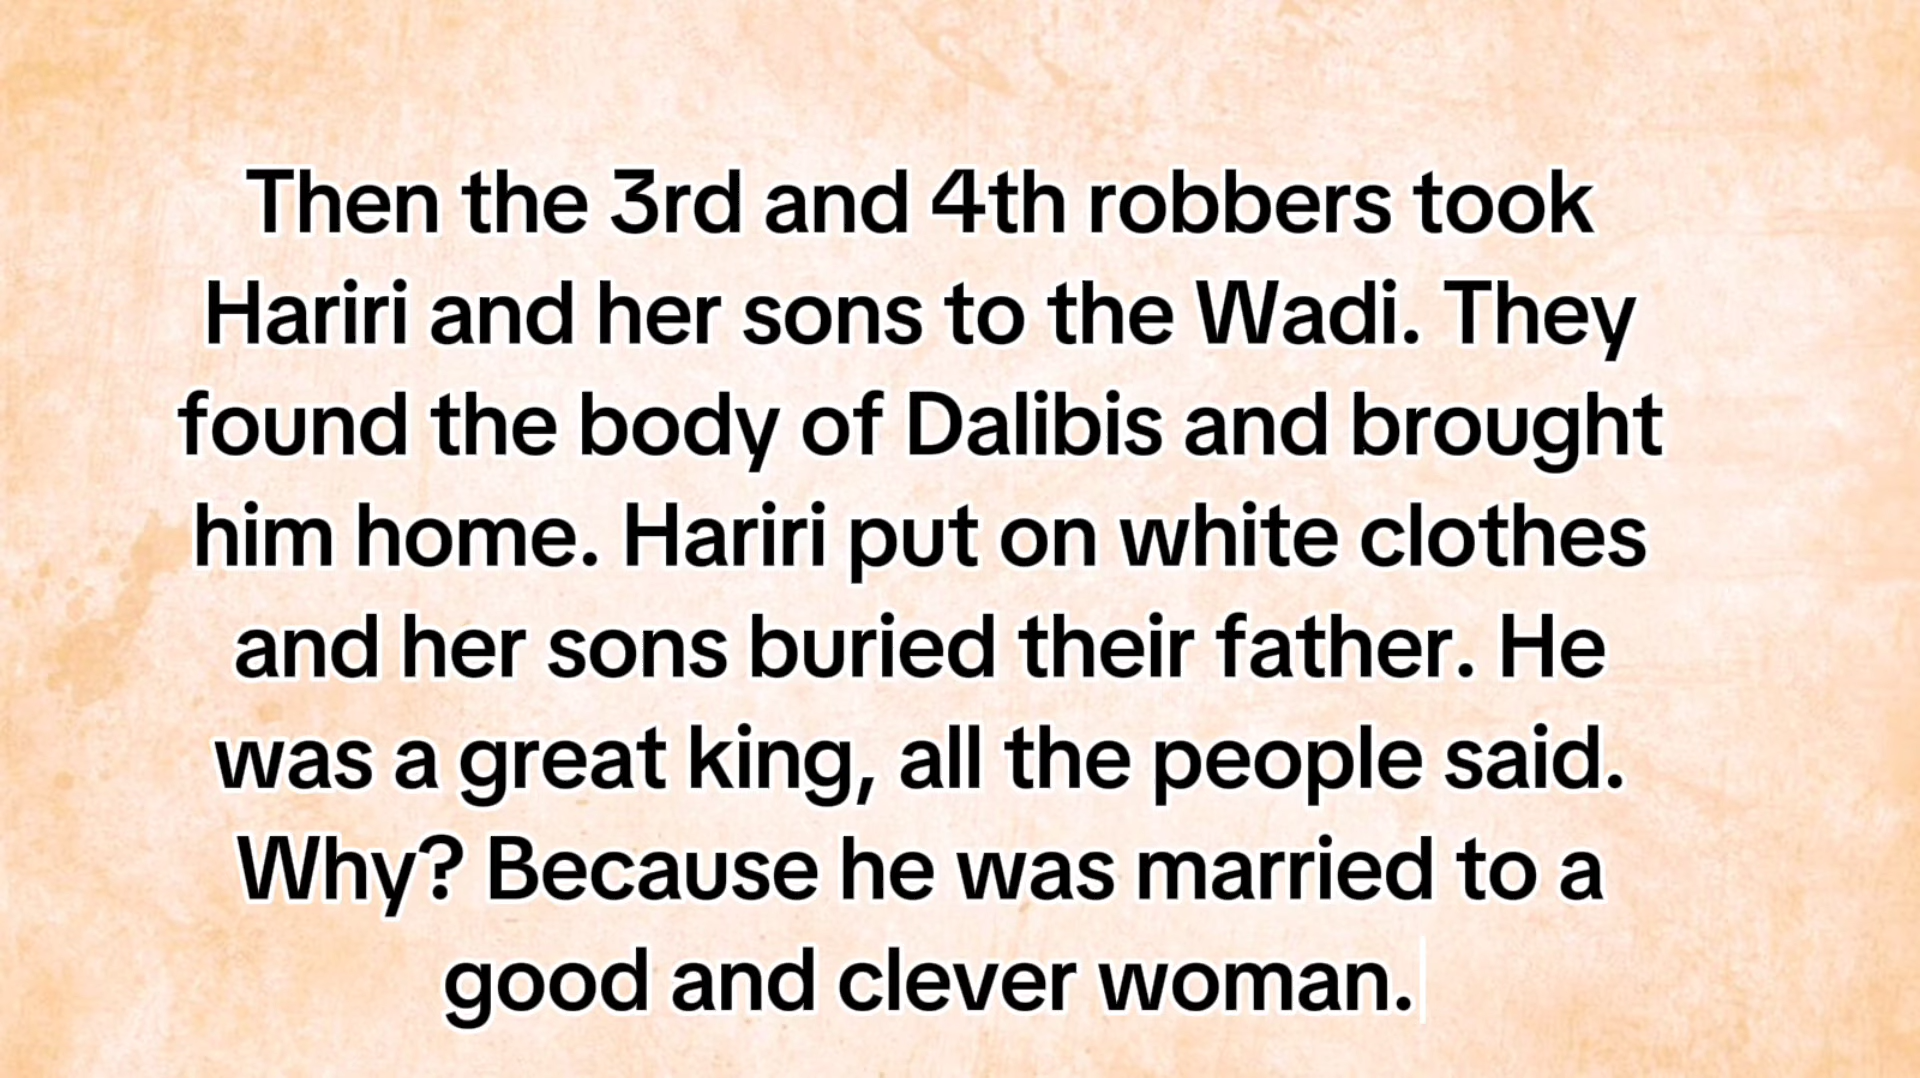 Then the 3rd and 4th robbers took
Hariri and her sons to the Wadi. They
found the body of Dalibis and brought
him home. Hariri put on white clothes
and her sons buried their father. He
was a great king, all the people said.
Why? Because he was married to a
good and clever woman.